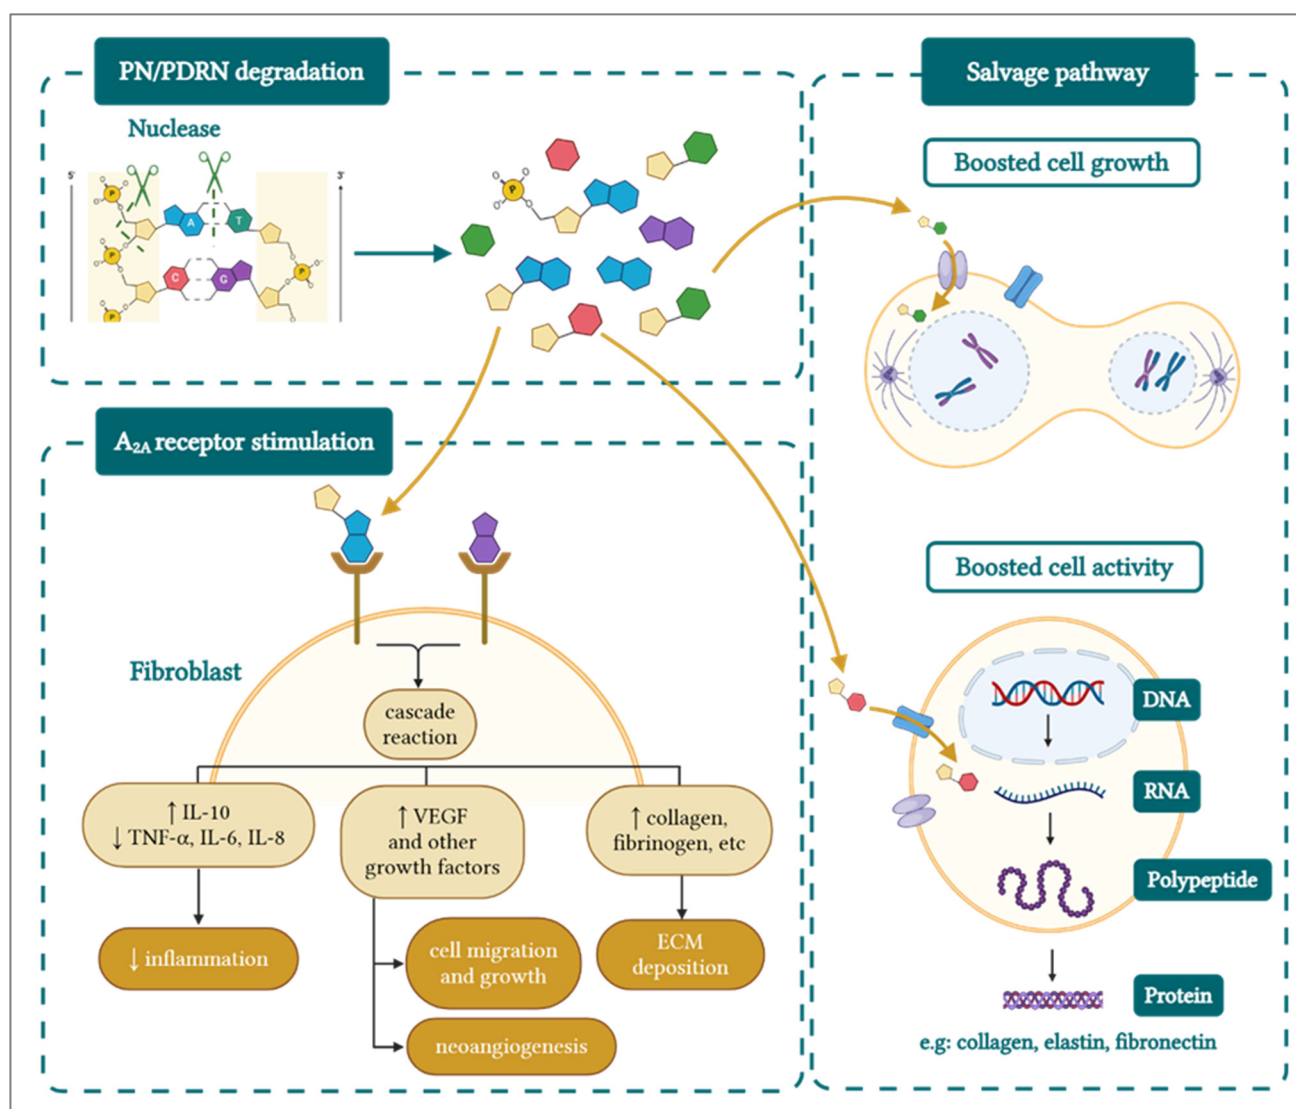 PN/PDRN degradation
Nuclease
5'
3'
P
A
T
P
C
G
P
P
P
Salvage pathway
Boosted cell growth
A2A receptor stimulation
Fibroblast
cascade
reaction
↑ IL-10
↓ TNF-α, IL-6, IL-8
↑ VEGF
and other
growth factors
↑ collagen,
fibrinogen, etc
↓ inflammation
cell migration
and growth
ECM
deposition
neoangiogenesis
Boosted cell activity
DNA
RNA
Polypeptide
Protein
e.g: collagen, elastin, fibronectin